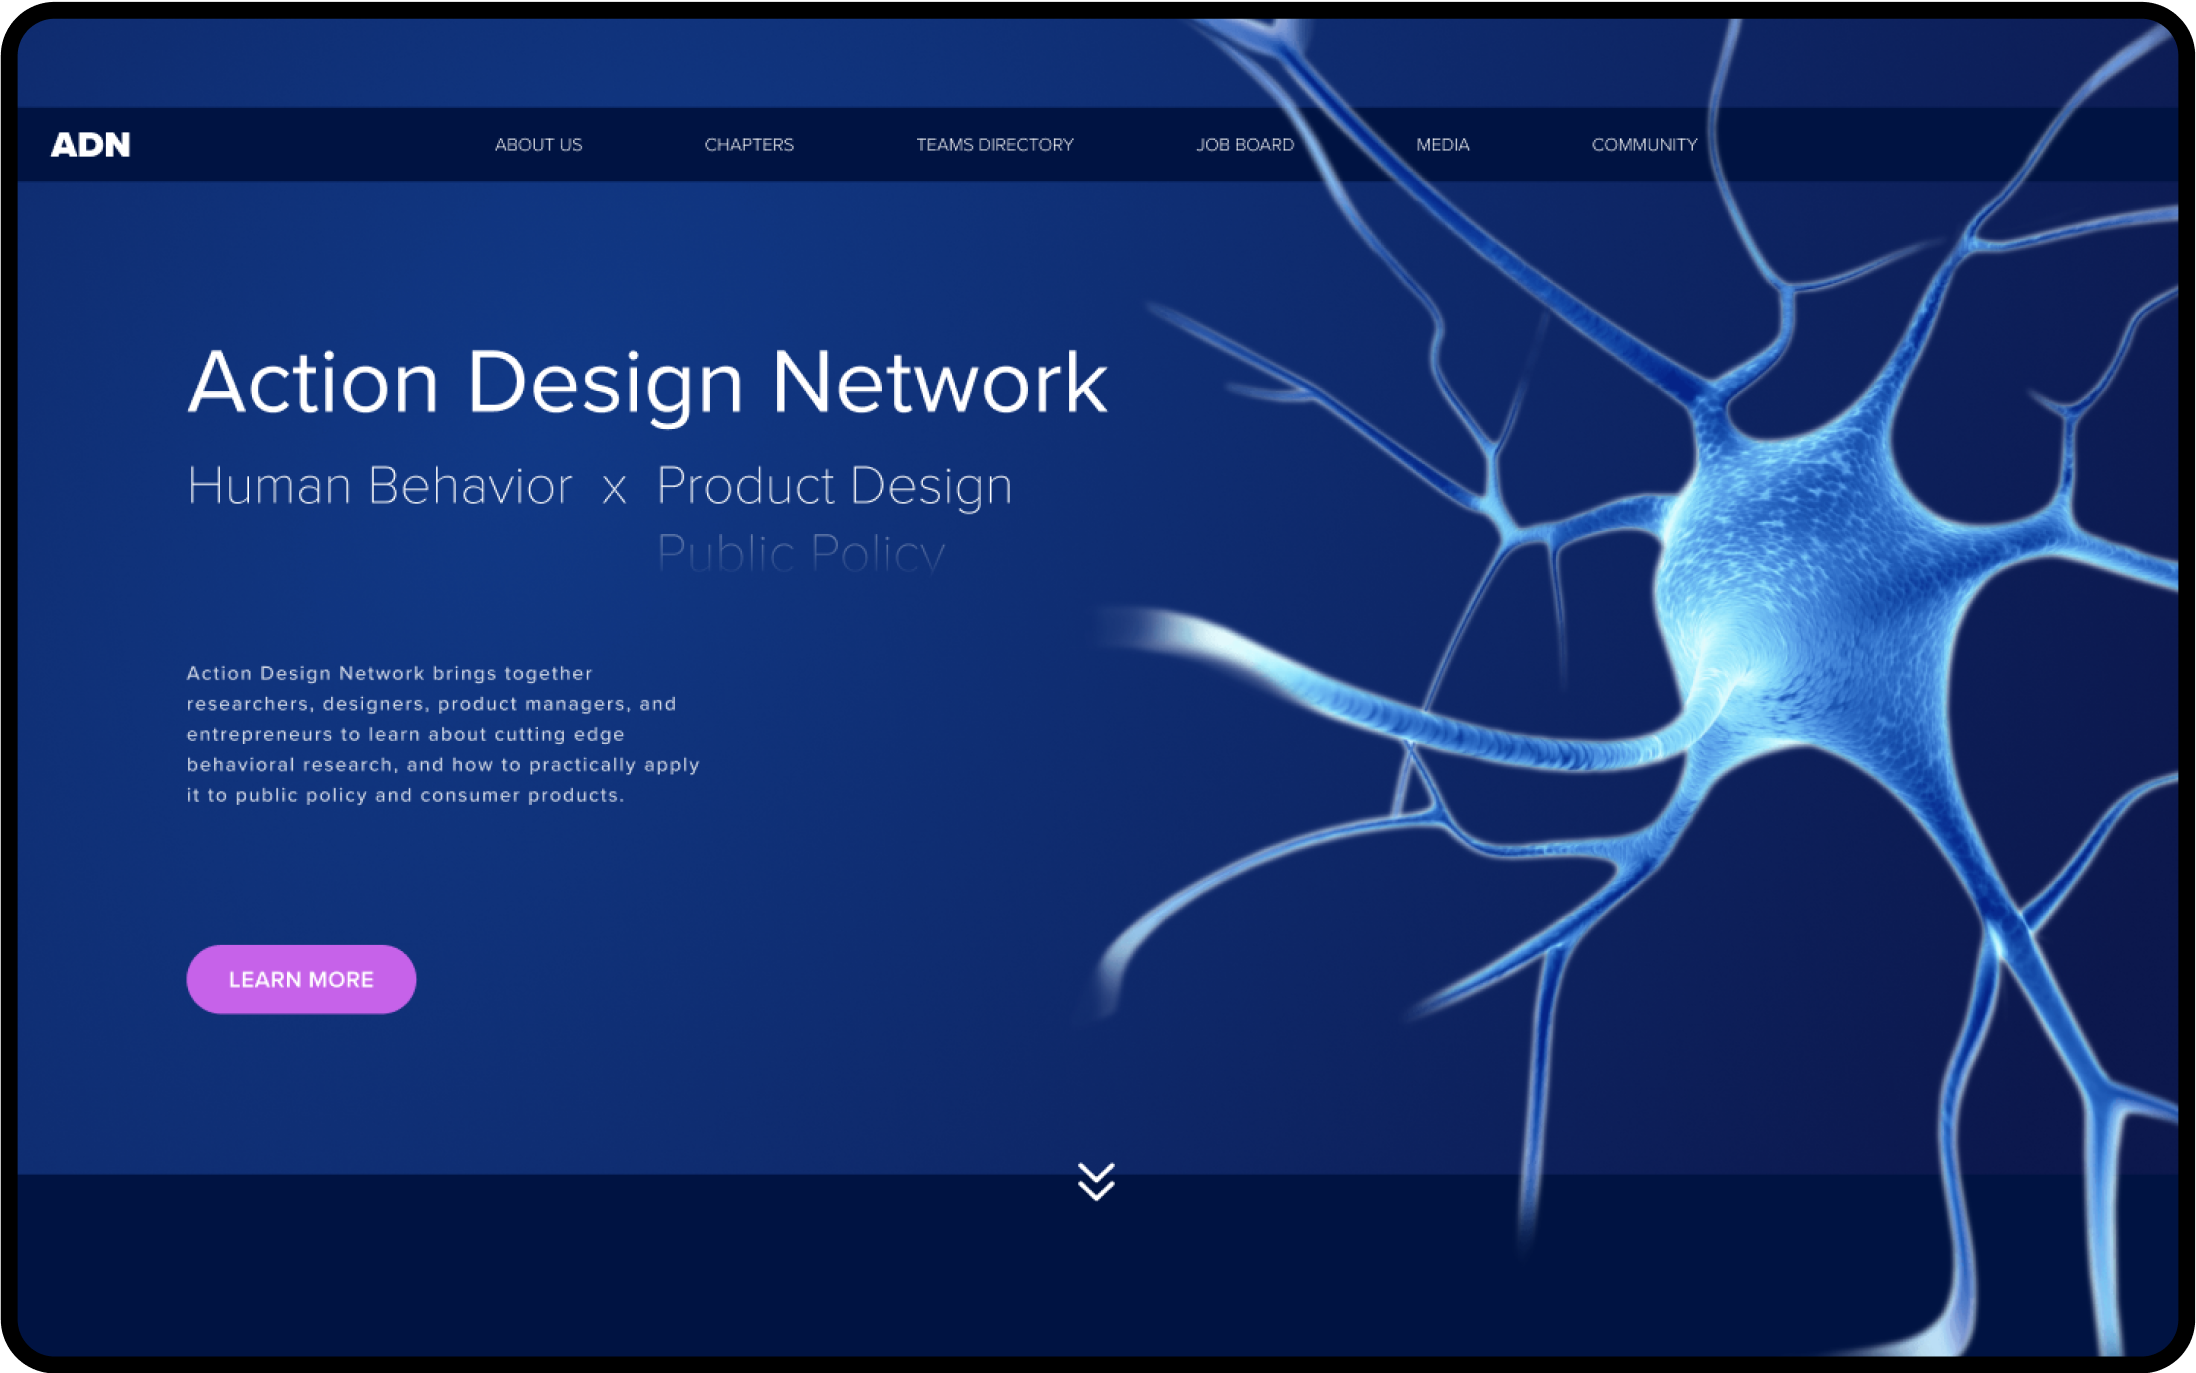 ADN
ABOUT US
CHAPTERS
TEAMS DIRECTORY
JOB BOARD
MEDIA
COMMUNITY
Action Design Network
Human Behavior x Product Design
Public Policy
Action Design Network brings together
researchers, designers, product managers, and
entrepreneurs to learn about cutting edge
behavioral research, and how to practically apply
it to public policy and consumer products.
LEARN MORE